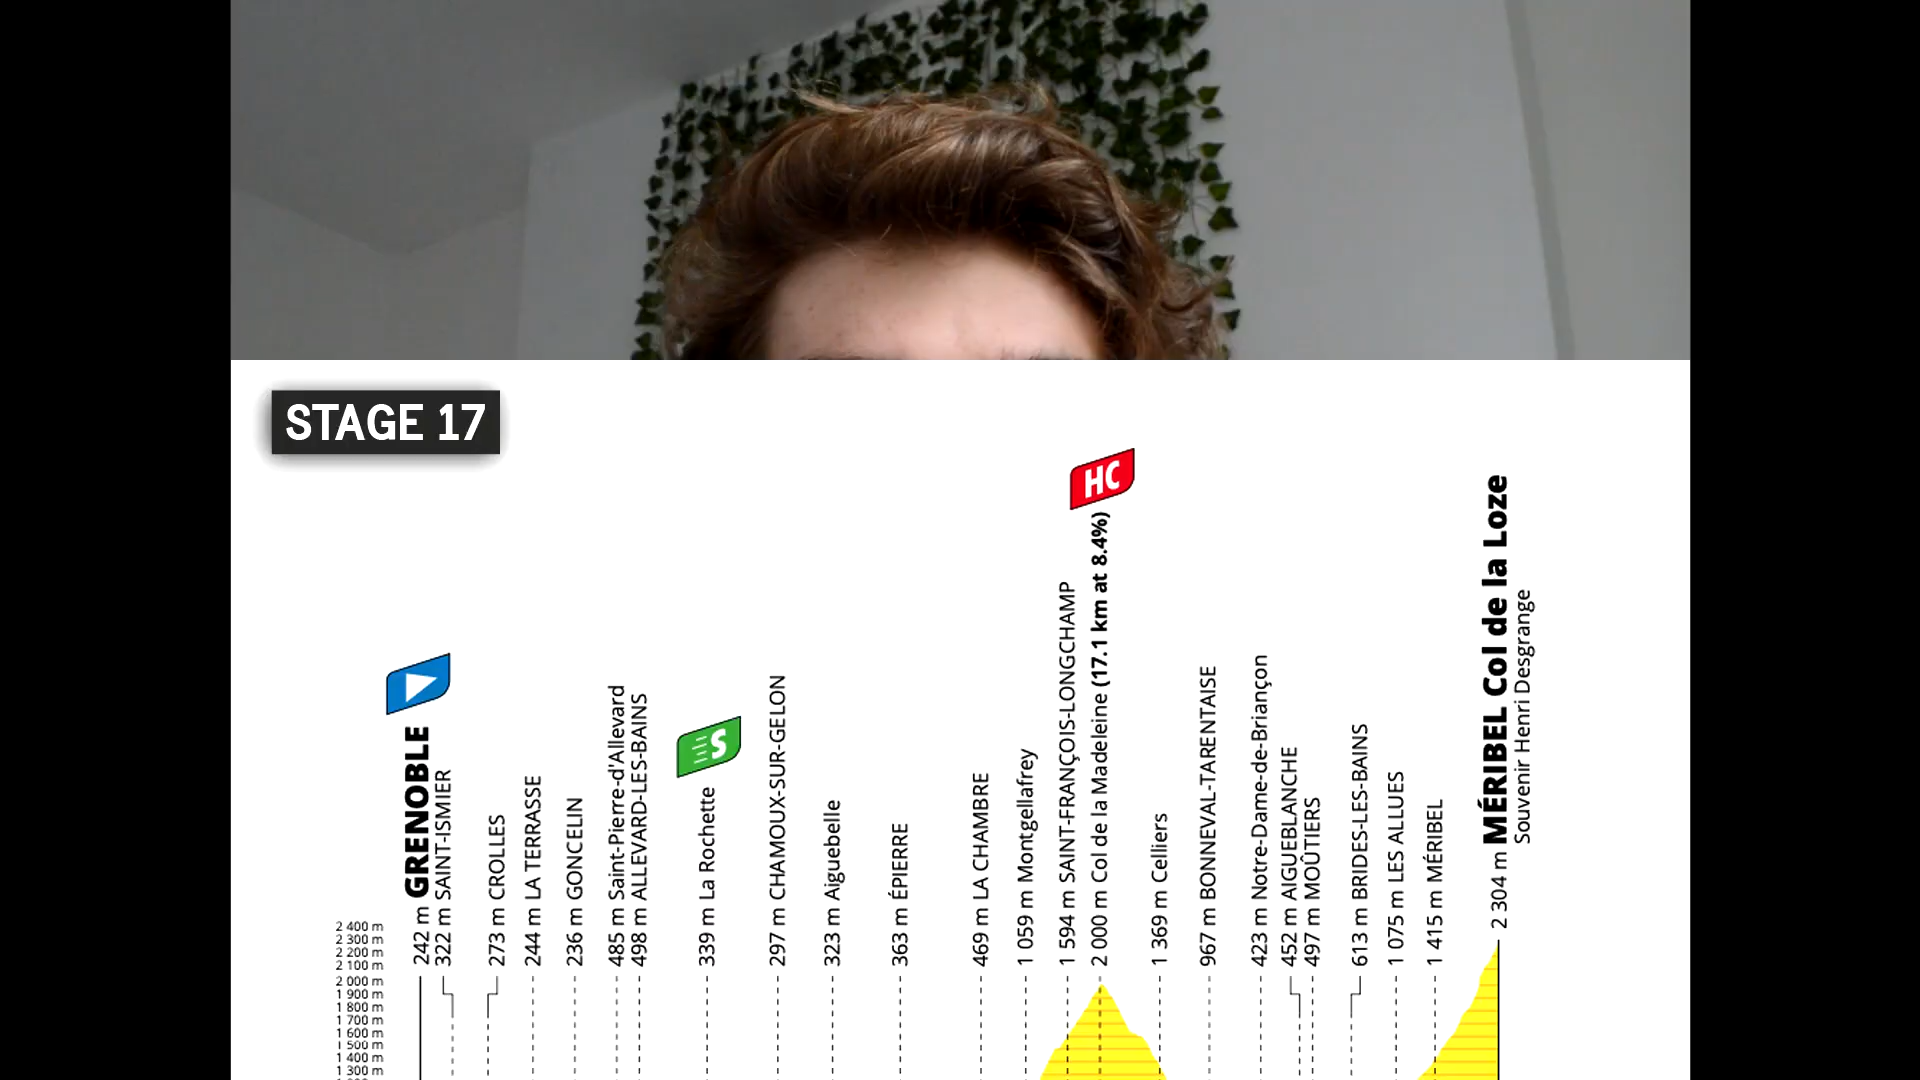 STAGE 17
HC
S
242 m GRENOBLE
322 m SAINT-ISMIER
273 m CROLLES
244 m LA TERRASSE
236 m GONCELIN
485 m Saint-Pierre-d'Allevard
498 m ALLEVARD-LES-BAINS
339 m La Rochette
297 m CHAMOUX-SUR-GELON
323 m Aiguebelle
363 m ÉPIERRE
469 m LA CHAMBRE
1 059 m Montgellafrey
1 594 m SAINT-FRANÇOIS-LONGCHAMP
2 000 m Col de la Madeleine (17.1 km at 8.4%)
1 369 m Celliers
967 m BONNEVAL-TARENTAISE
423 m Notre-Dame-de-Briançon
452 m AIGUEBLANCHE
497 m MOÛTIERS
613 m BRIDES-LES-BAINS
1 075 m LES ALLUES
1 415 m MÉRIBEL
2 304 m MÉRIBEL Col de la Loze
Souvenir Henri Desgrange
2 400 m
2 300 m
2 200 m
2 100 m
2 000 m
1 900 m
1 800 m
1 700 m
1 600 m
1 500 m
1 400 m
1 300 m